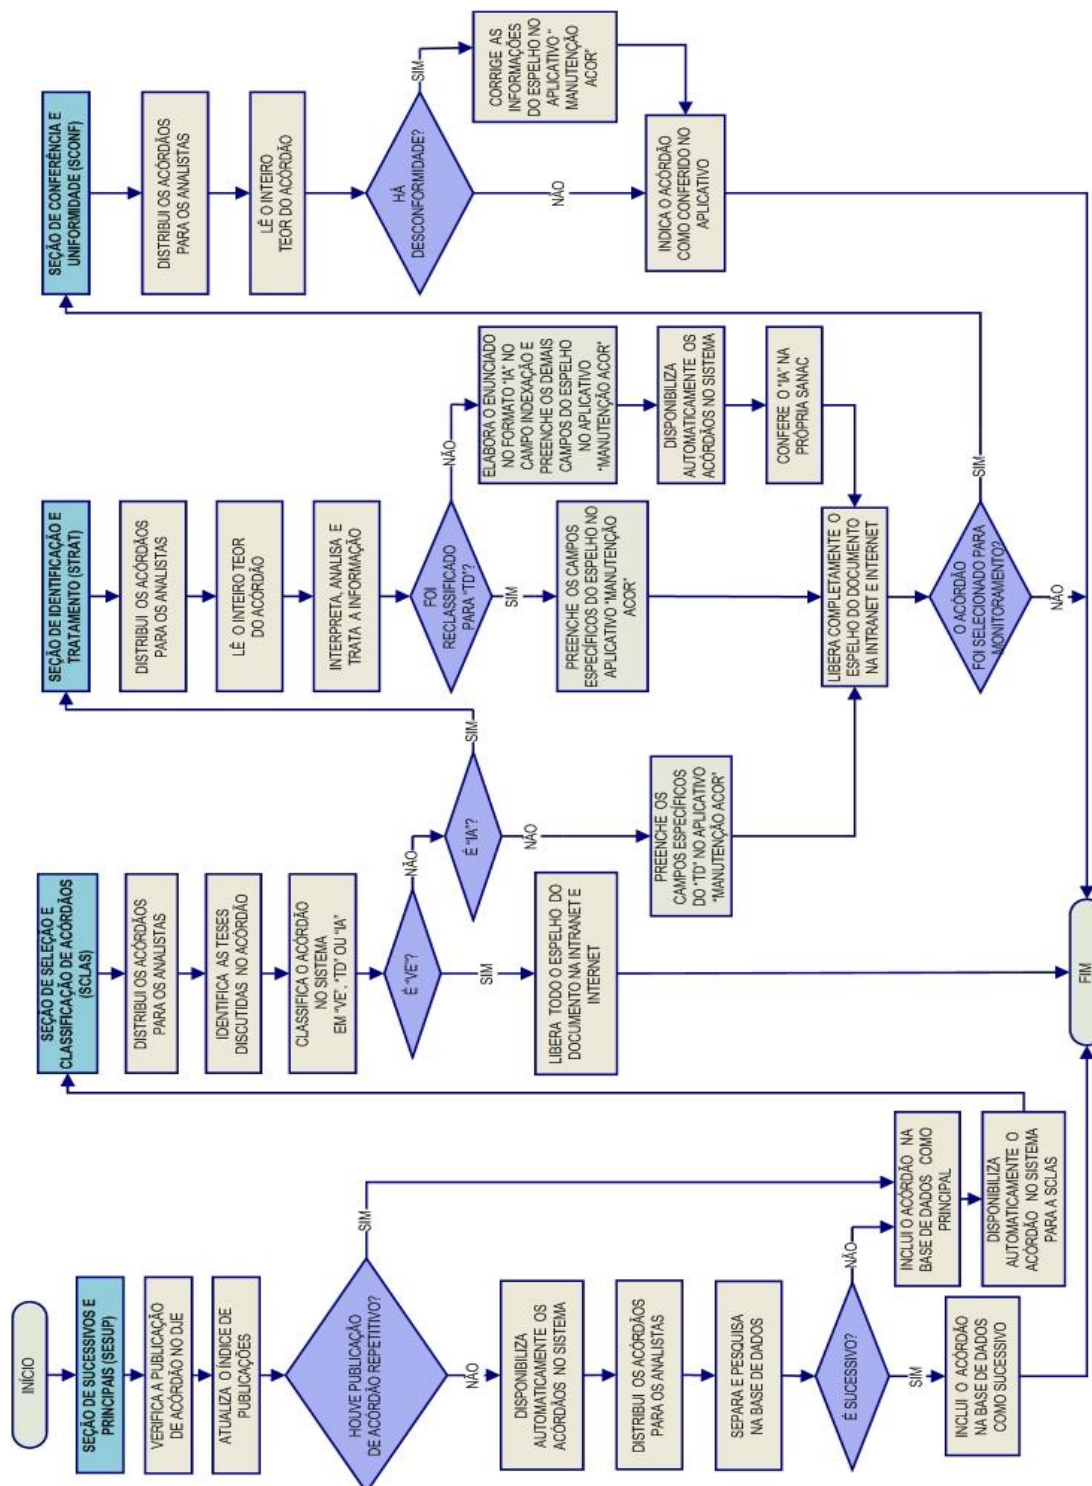 INÍCIO
SEÇÃO DE SUCESSIVOS E
PRINCIPAIS (SESUP)
VERIFICA A PUBLICAÇÃO
DE ACÓRDÃO NO DJE
ATUALIZA O ÍNDICE DE
PUBLICAÇÕES
HOUVE PUBLICAÇÃO
DE ACÓRDÃO REPETITIVO?
SIM
NÃO
DISPONIBILIZA
AUTOMATICAMENTE OS
ACÓRDÃOS NO SISTEMA
DISTRIBUI OS ACÓRDÃOS
PARA OS ANALISTAS
SEPARA E PESQUISA
NA BASE DE DADOS
É SUCESSIVO?
NÃO
SIM
INCLUI O ACÓRDÃO
NA BASE DE DADOS
COMO SUCESSIVO
INCLUI O ACÓRDÃO NA
BASE DE DADOS COMO
PRINCIPAL
DISPONIBILIZA
AUTOMATICAMENTE O
ACÓRDÃO NO SISTEMA
PARA A SCLAS
SEÇÃO DE SELEÇÃO E
CLASSIFICAÇÃO DE ACÓRDÃOS
(SCLAS)
DISTRIBUI OS ACÓRDÃOS
PARA OS ANALISTAS
IDENTIFICA AS TESES
DISCUTIDAS NO ACÓRDÃO
CLASSIFICA O ACÓRDÃO
NO SISTEMA
EM "VE", "TD" OU "IA"
É "VE"?
NÃO
SIM
LIBERA TODO O ESPELHO DO
DOCUMENTO NA INTRANET E
INTERNET
É "IA"?
SIM
NÃO
PREENCHE OS
CAMPOS ESPECÍFICOS
DO "TD" NO APLICATIVO
"MANUTENÇÃO ACOR"
SEÇÃO DE IDENTIFICAÇÃO E
TRATAMENTO (STRAT)
DISTRIBUI OS ACÓRDÃOS
PARA OS ANALISTAS
LÊ O INTEIRO TEOR
DO ACÓRDÃO
INTERPRETA, ANALISA E
TRATA A INFORMAÇÃO
FOI
RECLASSIFICADO
PARA "TD"?
NÃO
SIM
PREENCHE OS CAMPOS
ESPECÍFICOS DO ESPELHO NO
APLICATIVO "MANUTENÇÃO
ACOR"
ELABORA O ENUNCIADO
NO FORMATO "IA" NO
CAMPO INDEXAÇÃO E
PREENCHE OS DEMAIS
CAMPOS DO ESPELHO
NO APLICATIVO
"MANUTENÇÃO ACOR"
DISPONIBILIZA
AUTOMATICAMENTE OS
ACÓRDÃOS NO SISTEMA
CONFERE O "IA" NA
PRÓPRIA SANAC
LIBERA COMPLETAMENTE O
ESPELHO DO DOCUMENTO
NA INTRANET E INTERNET
O ACÓRDÃO
FOI SELECIONADO PARA
MONITORAMENTO?
SIM
NÃO
SEÇÃO DE CONFERÊNCIA E
UNIFORMIDADE (SCONF)
DISTRIBUI OS ACÓRDÃOS
PARA OS ANALISTAS
LÊ O INTEIRO
TEOR DO ACÓRDÃO
HÁ
DESCONFORMIDADE?
SIM
NÃO
CORRIGE AS
INFORMAÇÕES
DO ESPELHO NO
APLICATIVO "
MANUTENÇÃO
ACOR"
INDICA O ACÓRDÃO
COMO CONFERIDO NO
APLICATIVO
FIM